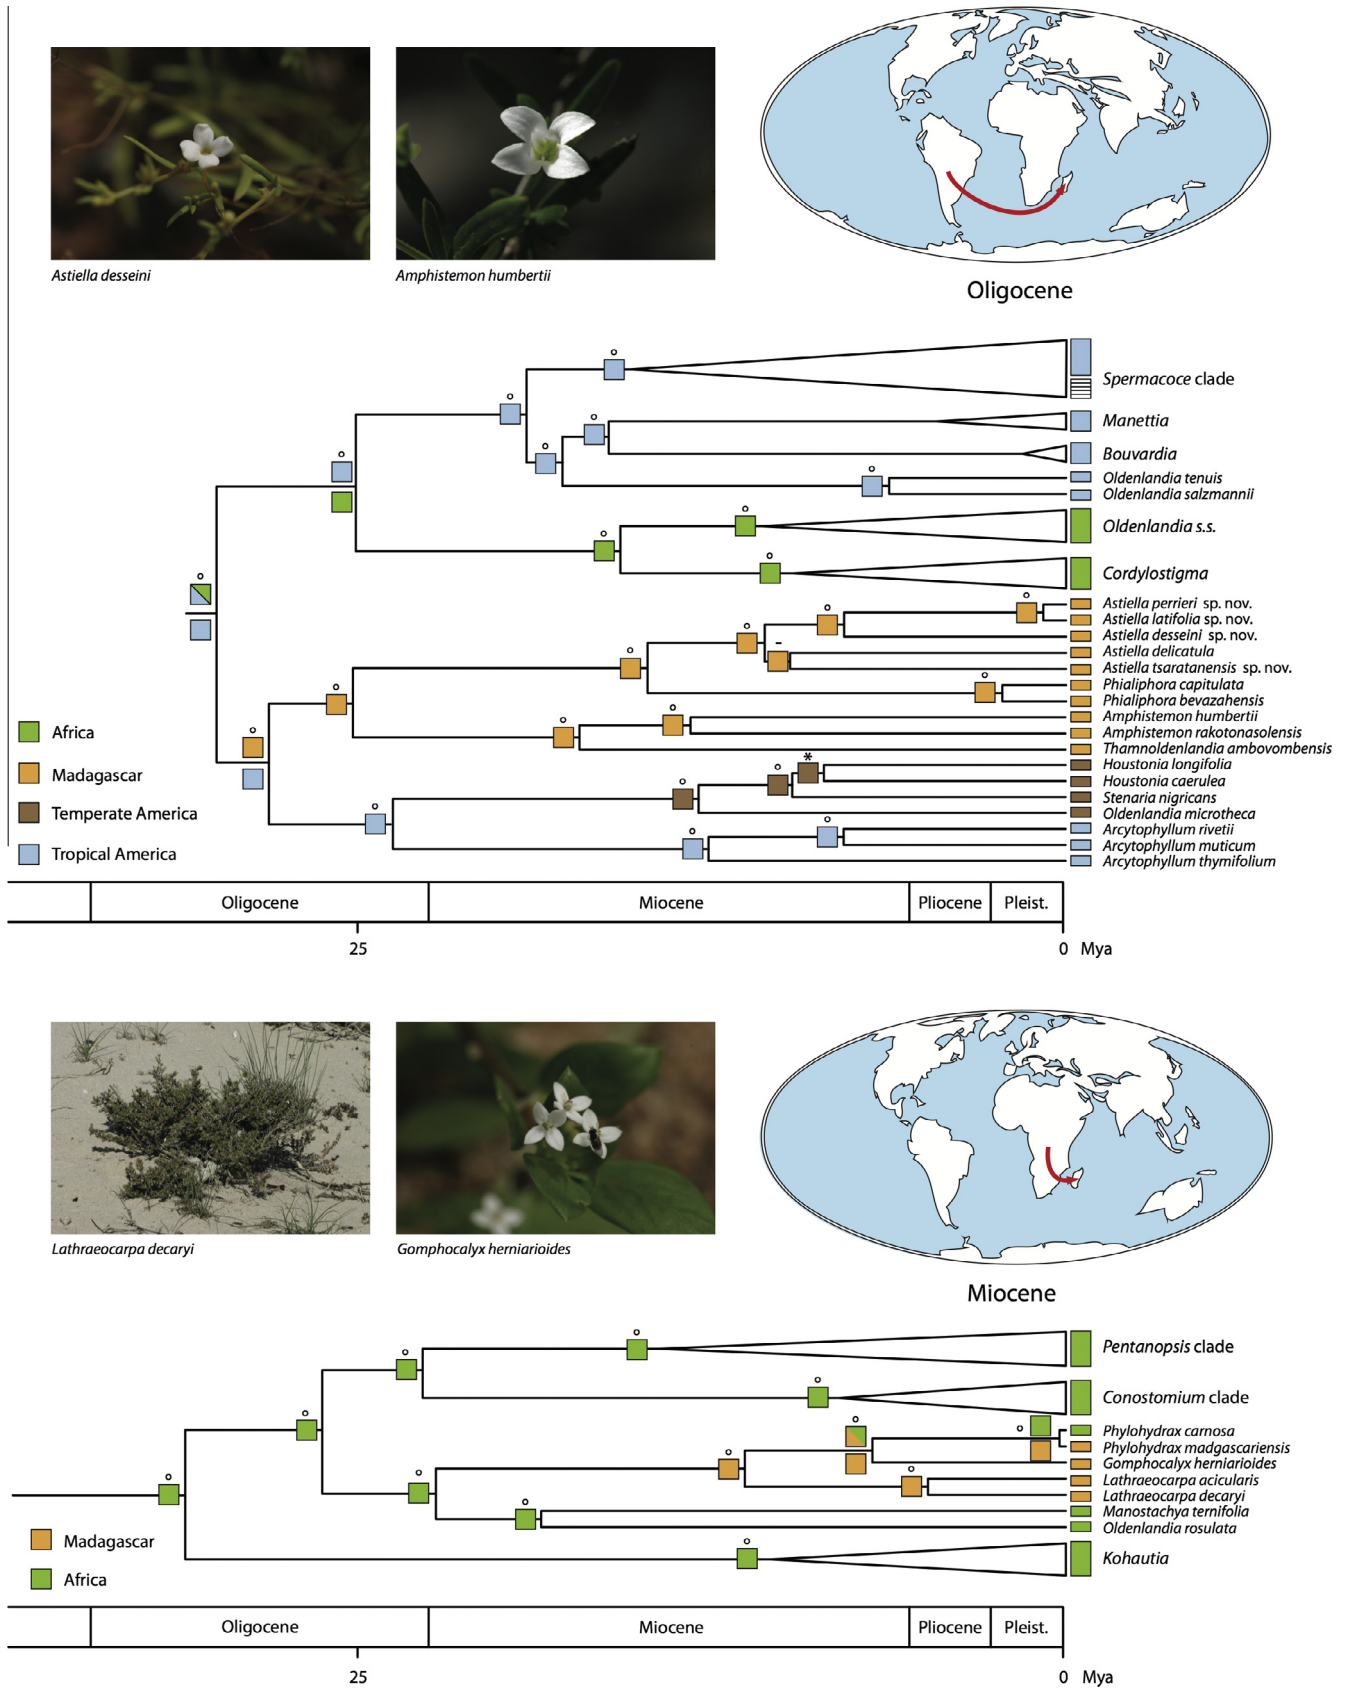 Astiella desseini
Amphistemon humbertii
Oligocene
Spermacoce clade
Manettia
Bouvardia
Oldenlandia tenuis
Oldenlandia salzmannii
Oldenlandia s.s.
Cordylostigma
Astiella perrieri sp. nov.
Astiella latifolia sp. nov.
Astiella desseini sp. nov.
Astiella delicatula
Astiella tsaratanensis sp. nov.
Phialiphora capitulata
Phialiphora bevazahensis
Amphistemon humbertii
Amphistemon rakotonasolensis
Thamnoldenlandia ambovombensis
Houstonia longifolia
Houstonia caerulea
Stenaria nigricans
Oldenlandia microtheca
Arcytophyllum rivetii
Arcytophyllum muticum
Arcytophyllum thymifolium
Africa
Madagascar
Temperate America
Tropical America
Oligocene Miocene Pliocene Pleist.
25 0 Mya
Lathraeocarpa decaryi
Gomphocalyx herniarioides
Miocene
Pentanopsis clade
Conostomium clade
Phylohydrax carnosa
Phylohydrax madgascariensis
Gomphocalyx herniarioides
Lathraeocarpa acicularis
Lathraeocarpa decaryi
Manostachya ternifolia
Oldenlandia rosulata
Kohautia
Madagascar
Africa
Oligocene Miocene Pliocene Pleist.
25 0 Mya